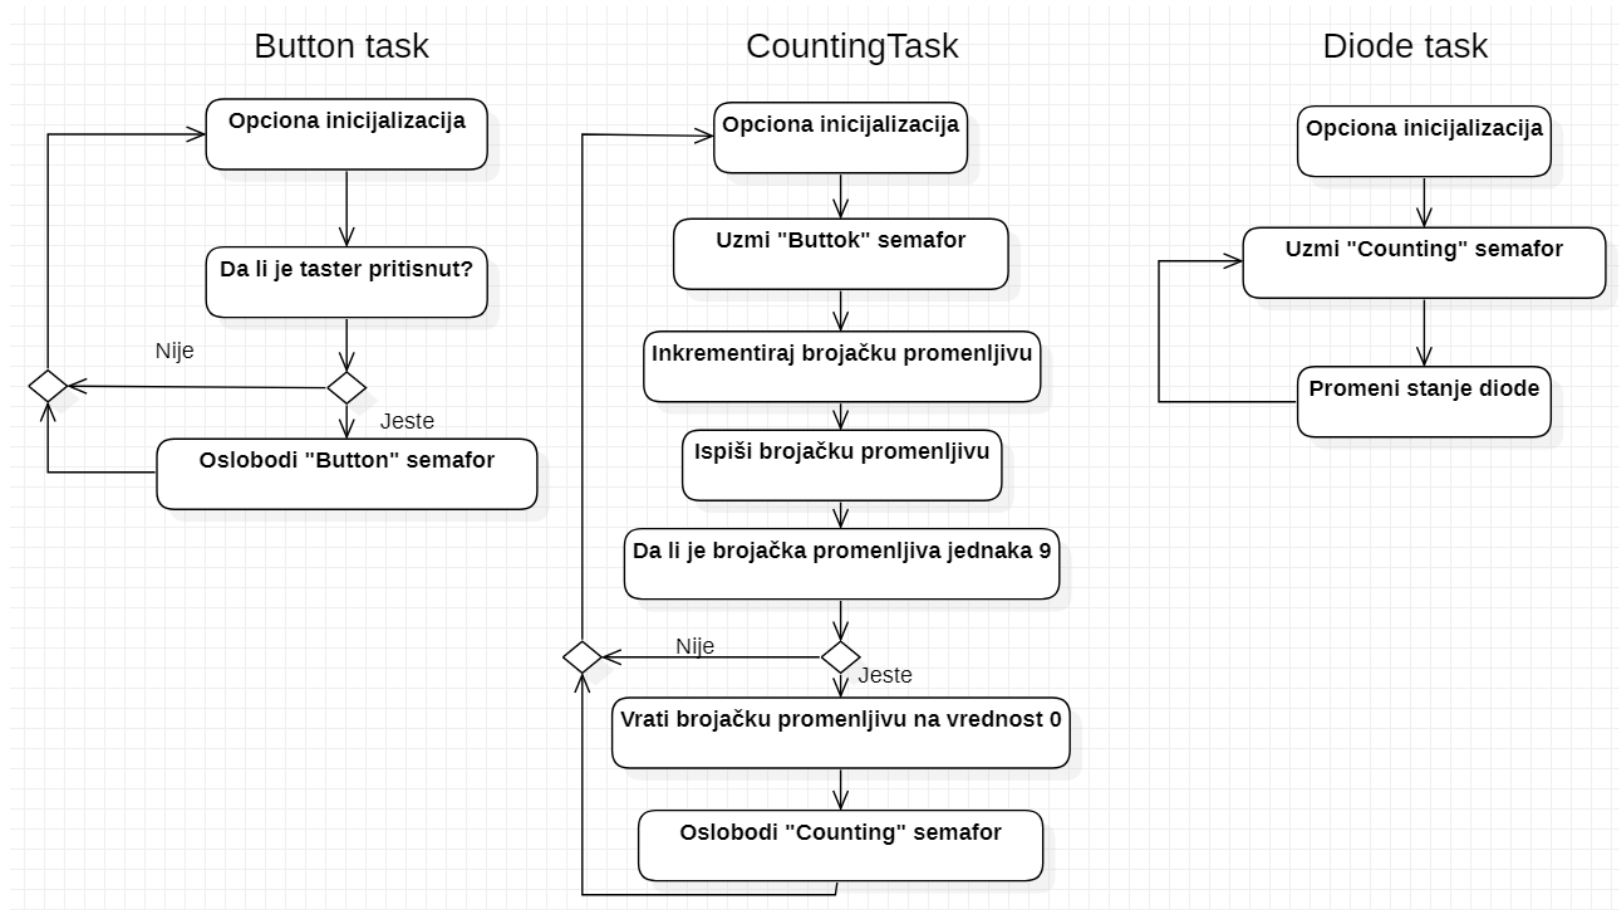 Button task
Opciona inicijalizacija
Da li je taster pritisnut?
Nije
Jeste
Oslobodi "Button" semafor
CountingTask
Opciona inicijalizacija
Uzmi "Buttok" semafor
Inkrementiraj brojačku promenljivu
Ispiši brojačku promenljivu
Da li je brojačka promenljiva jednaka 9
Nije
Jeste
Vrati brojačku promenljivu na vrednost 0
Oslobodi "Counting" semafor
Diode task
Opciona inicijalizacija
Uzmi "Counting" semafor
Promeni stanje diode